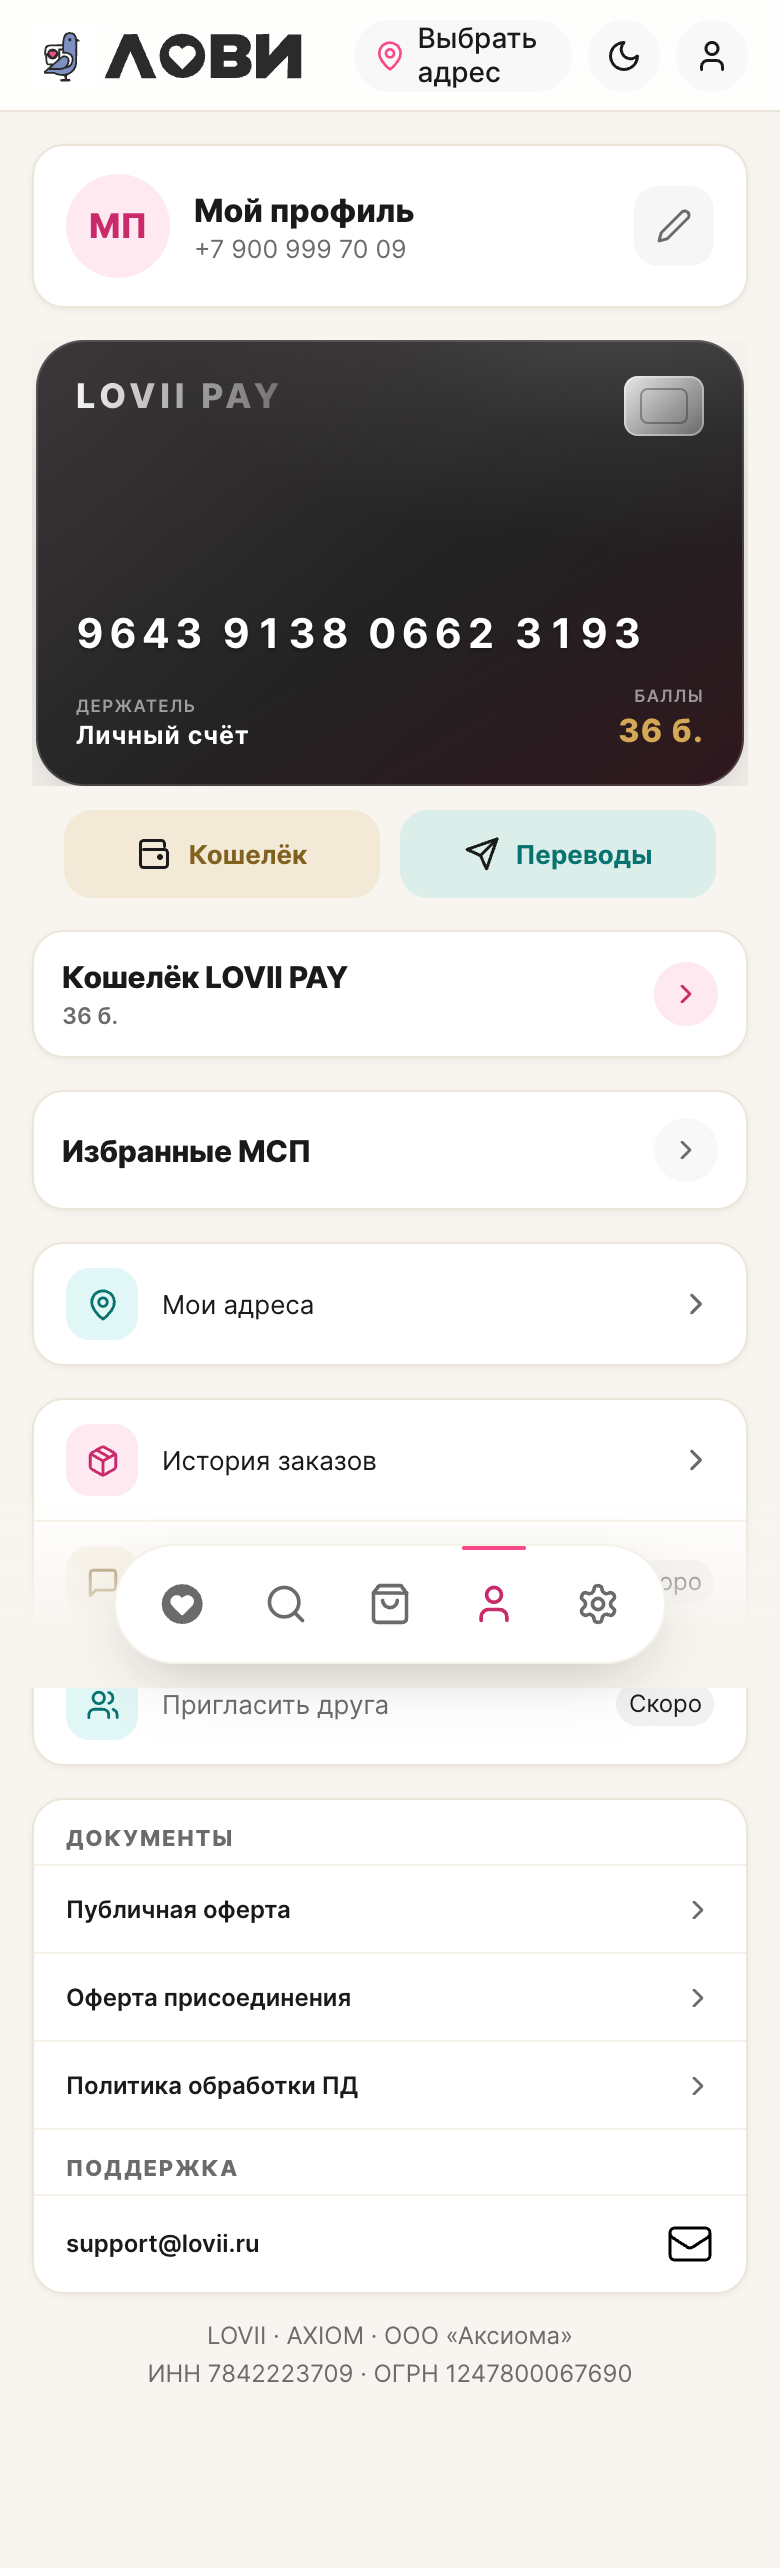 ЛОВИ
Выбрать
адрес
МП
Мой профиль
+7 900 999 70 09
LOVII PAY
9643 9138 0662 3193
ДЕРЖАТЕЛЬ
Личный счёт
БАЛЛЫ
36 б.
Кошелёк
Переводы
Кошелёк LOVII PAY
36 б.
Избранные МСП
Мои адреса
История заказов
Пригласить друга
Скоро
ДОКУМЕНТЫ
Публичная оферта
Оферта присоединения
Политика обработки ПД
ПОДДЕРЖКА
support@lovii.ru
LOVII · AXIOM · ООО «Аксиома»
ИНН 7842223709 · ОГРН 1247800067690